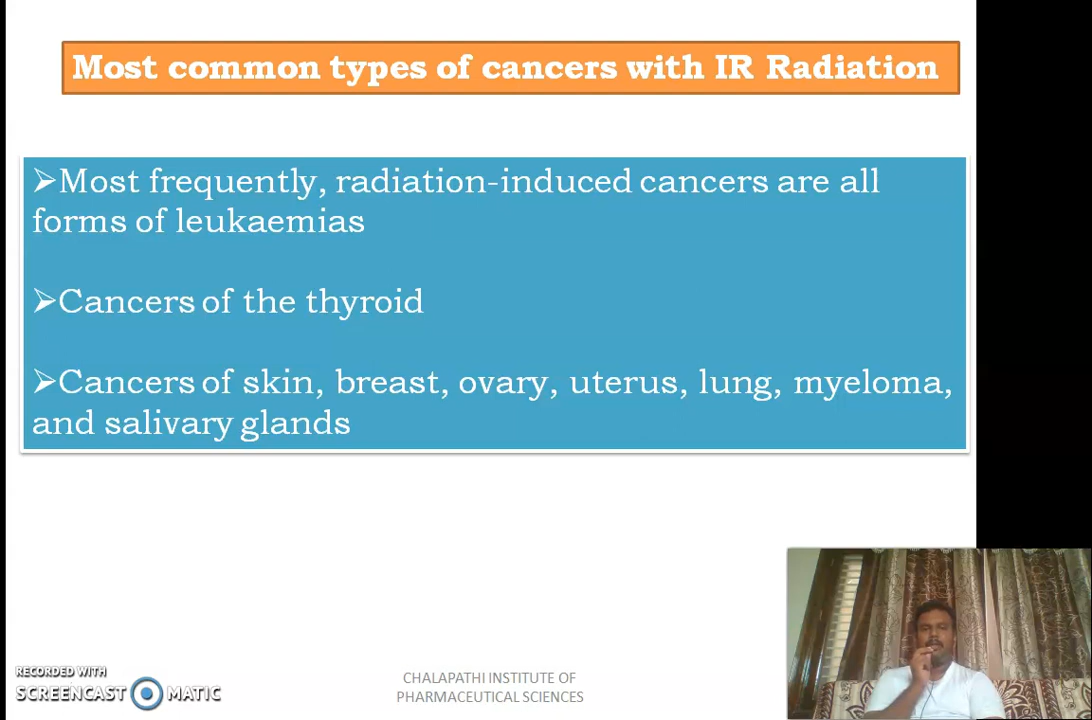 Most common types of cancers with IR Radiation
➢Most frequently, radiation-induced cancers are all
forms of leukaemias
➢Cancers of the thyroid
➢Cancers of skin, breast, ovary, uterus, lung, myeloma,
and salivary glands
RECORDED WITH
SCREENCAST MATIC
CHALAPATHI INSTITUTE OF
PHARMACEUTICAL SCIENCES